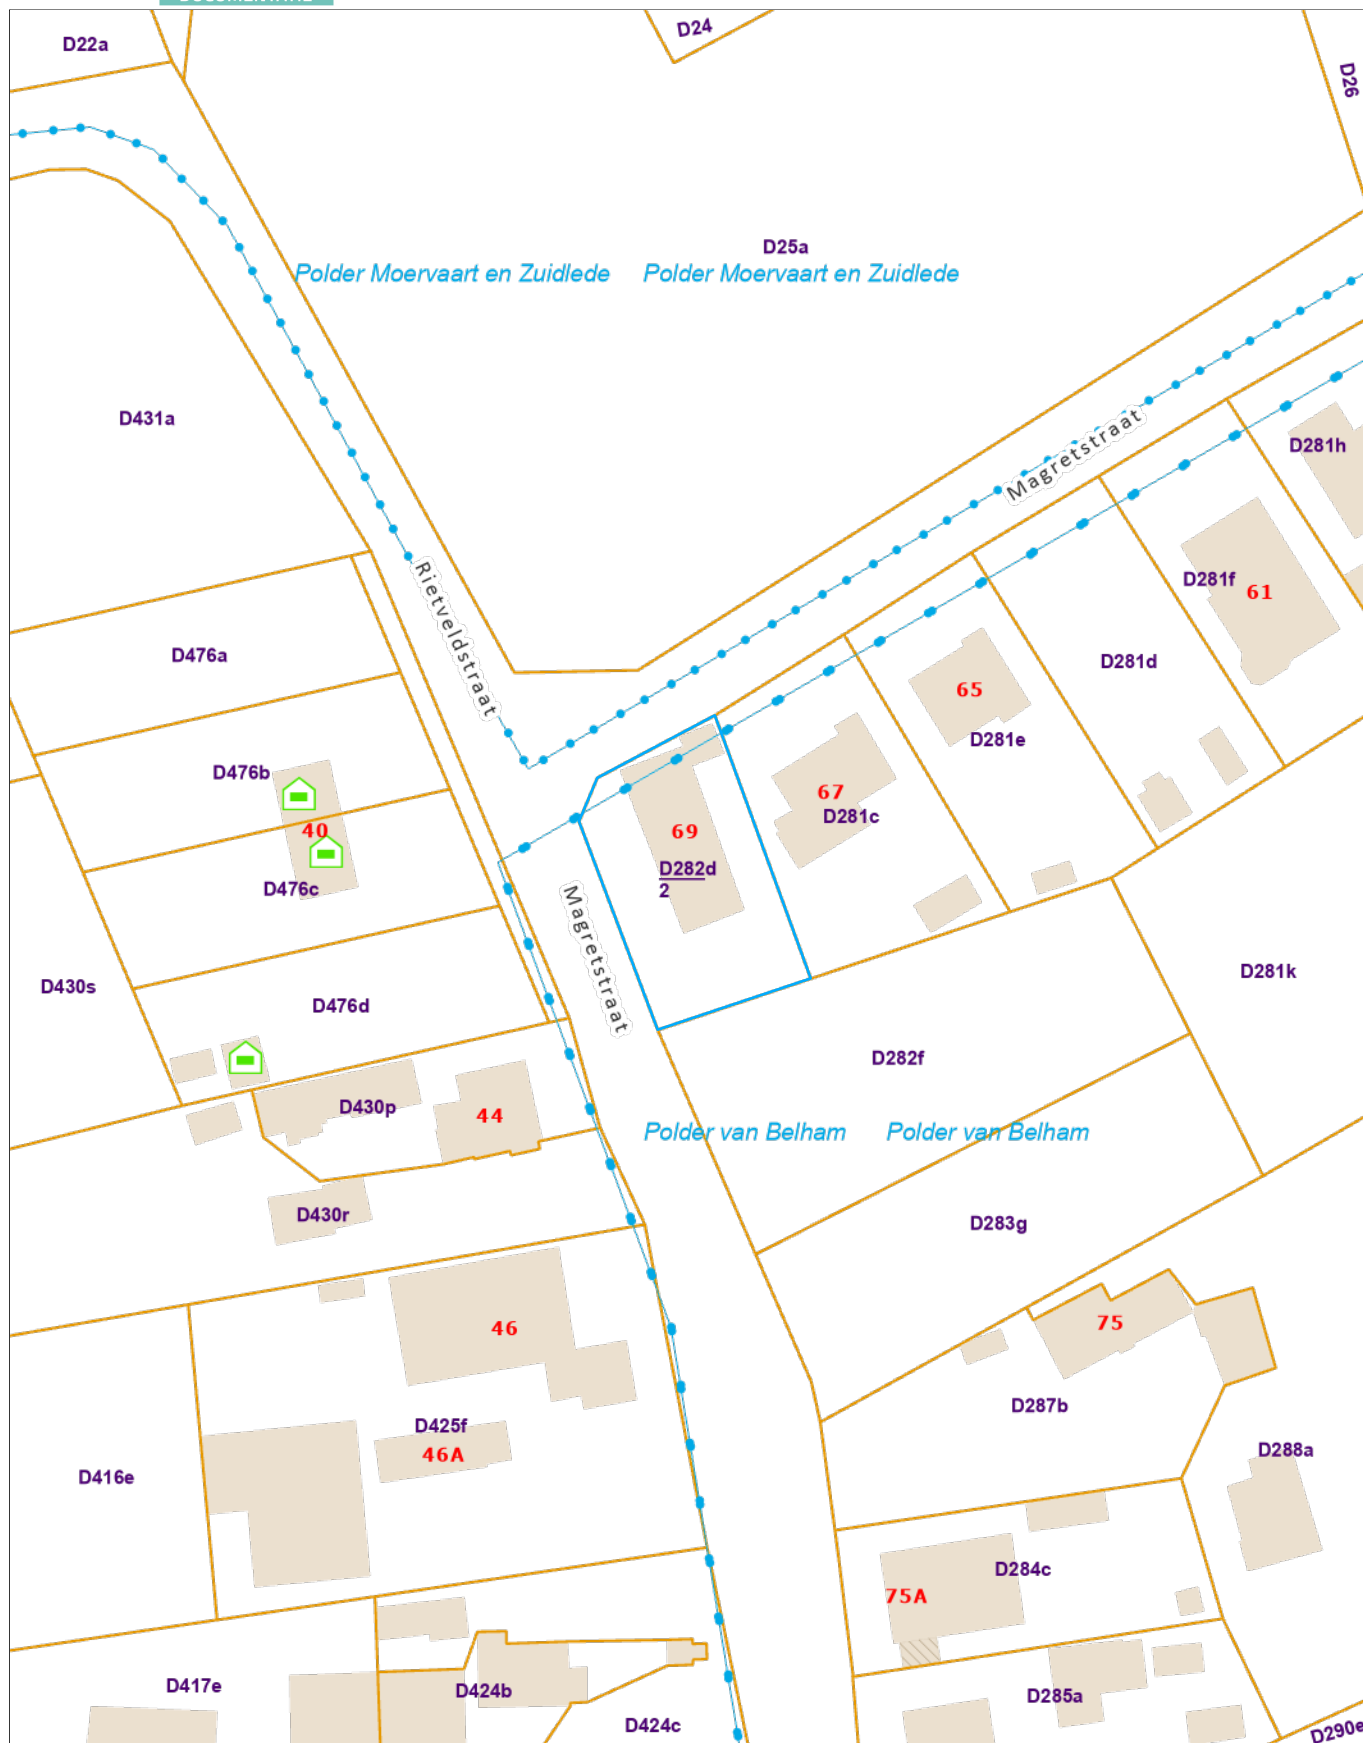 D22a
D24
D26
D25a
Polder Moervaart en Zuidlede
Polder Moervaart en Zuidlede
D431a
Magretstraat
D281h
D281f
61
Rietveldstraat
D476a
D281d
65
D281e
D476b
67
D281c
40
69
D282d
2
D476c
Magretstraat
D430s
D476d
D281k
D282f
D430p
44
Polder van Belham
Polder van Belham
D430r
D283g
46
75
D287b
D425f
46A
D416e
D288a
D284c
75A
D417e
D424b
D285a
D424c
D290e